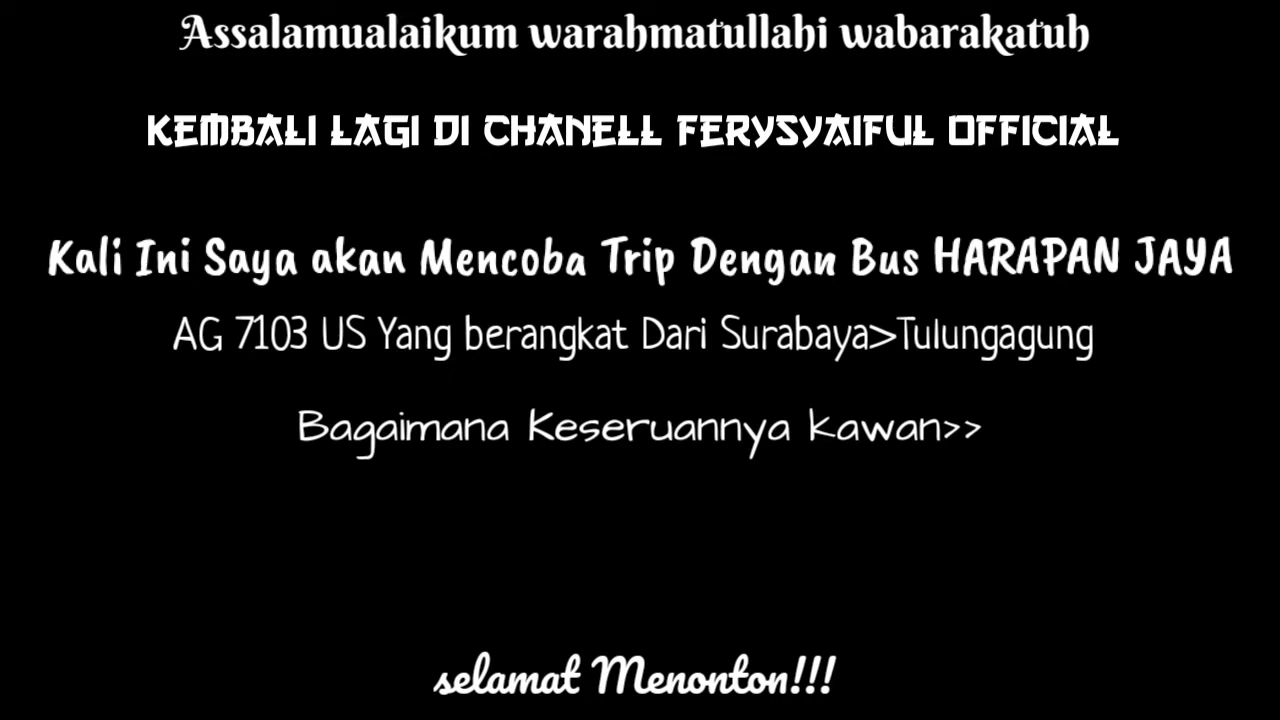 Assalamualaikum warahmatullahi wabarakatuh
KEMBALI LAGI DI CHANELL FERYSYAIFUL OFFICIAL
Kali Ini Saya akan Mencoba Trip Dengan Bus HARAPAN JAYA
AG 7103 US Yang berangkat Dari Surabaya>Tulungagung
Bagaimana Keseruannya Kawan>>
selamat Menonton!!!